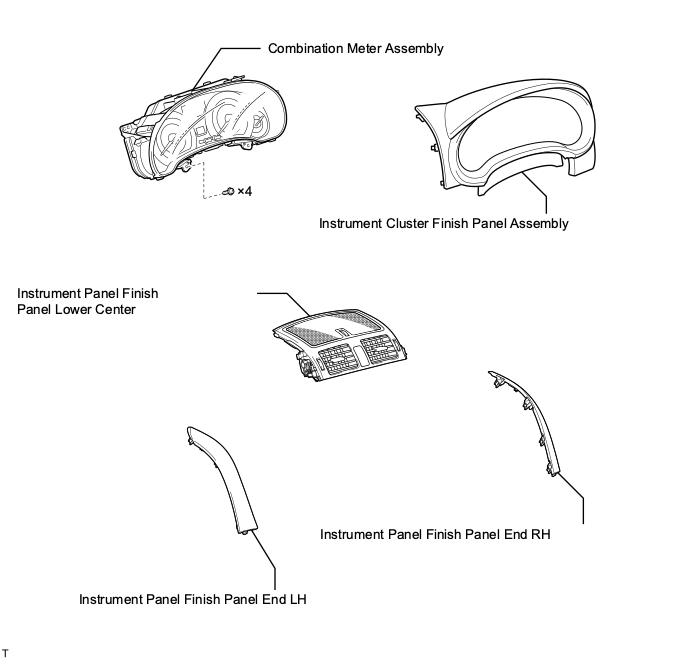 Combination Meter Assembly
×4
Instrument Cluster Finish Panel Assembly
Instrument Panel Finish
Panel Lower Center
Instrument Panel Finish Panel End RH
Instrument Panel Finish Panel End LH
T